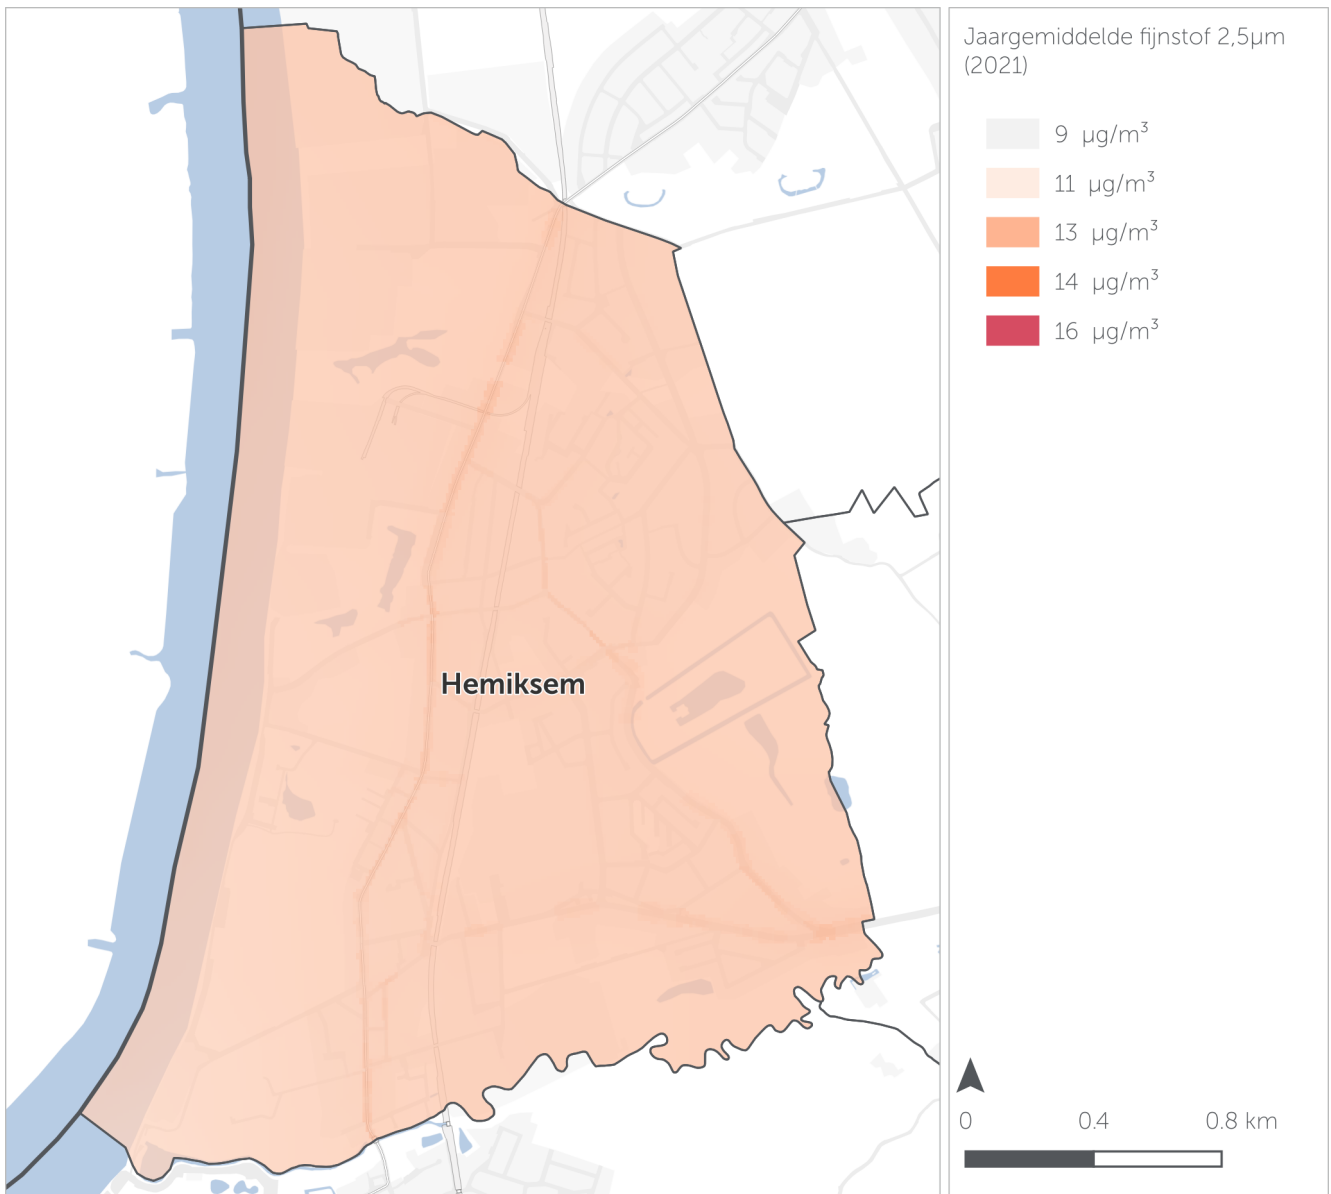 Jaargemiddelde fijnstof 2,5µm
(2021)
9 µg/m³
11 µg/m³
13 µg/m³
14 µg/m³
16 µg/m³
Hemiksem
0 0.4 0.8 km